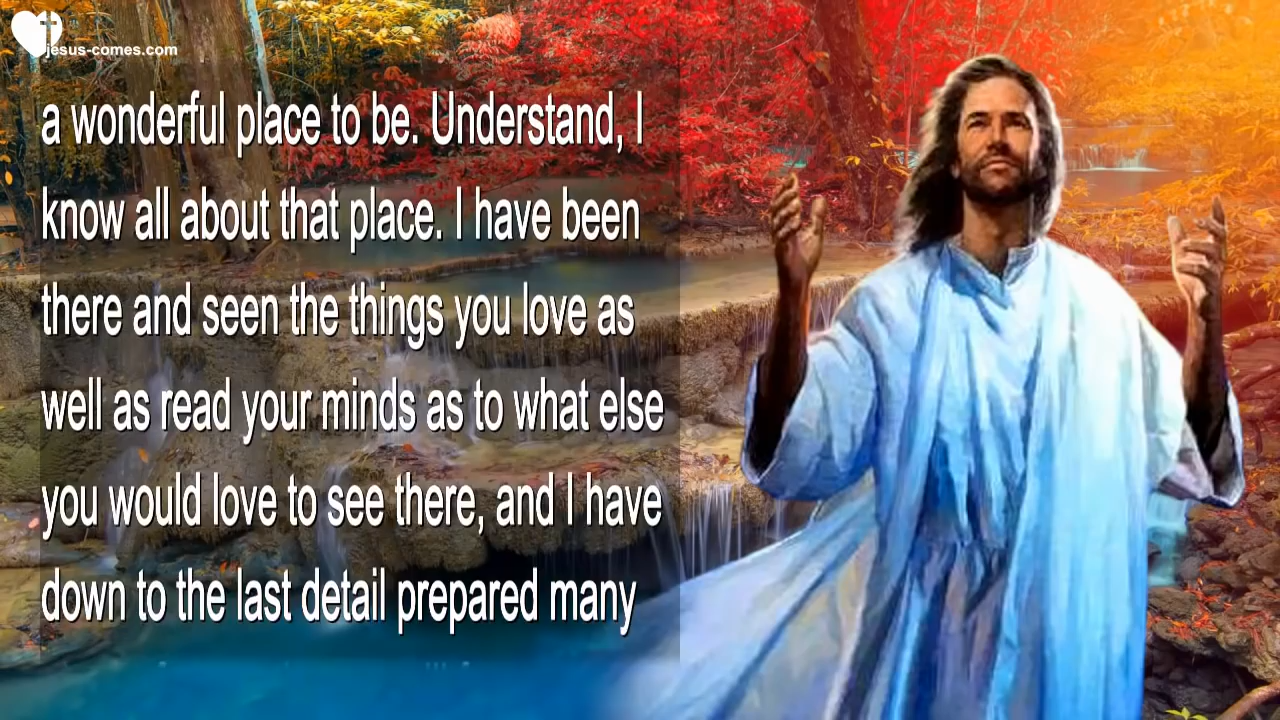 jesus-comes.com
a wonderful place to be. Understand, I
know all about that place. I have been
there and seen the things you love as
well as read your minds as to what else
you would love to see there, and I have
down to the last detail prepared many